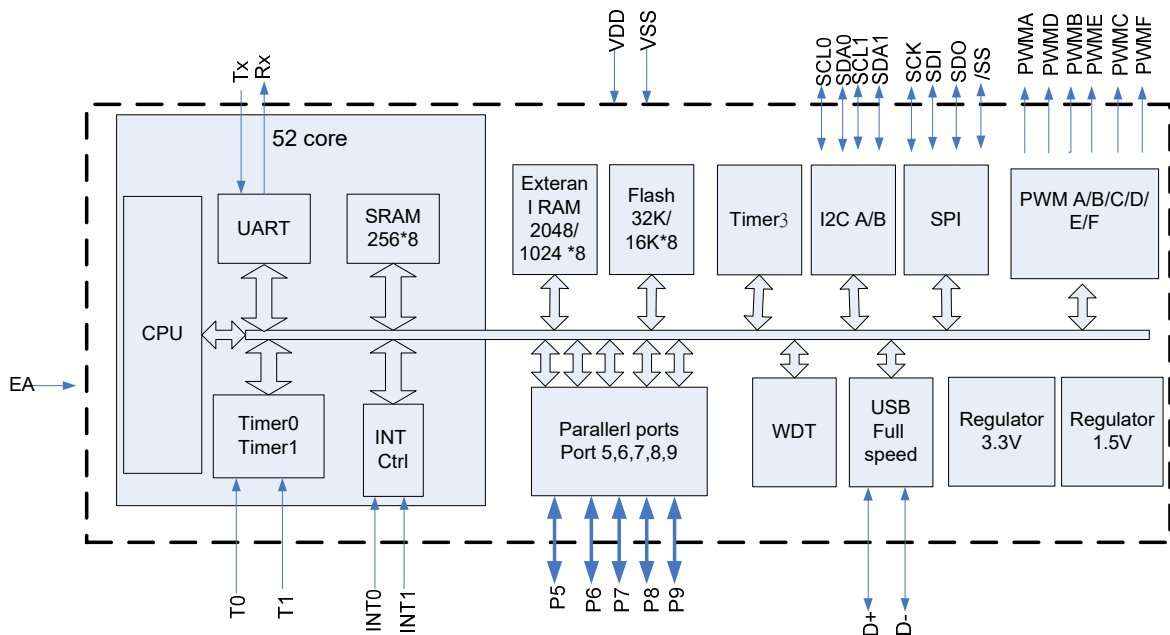 Tx
Rx
VDD
VSS
SCL0
SDA0
SCL1
SDA1
SCK
SDI
SDO
/SS
PWMA
PWMD
PWMB
PWME
PWMC
PWMF
52 core
UART
SRAM
256*8
Exteran
l RAM
2048/
1024 *8
Flash
32K/
16K*8
Timer3
I2C A/B
SPI
PWM A/B/C/D/
E/F
CPU
EA
Timer0
Timer1
INT
Ctrl
Parallerl ports
Port 5,6,7,8,9
WDT
USB
Full
speed
Regulator
3.3V
Regulator
1.5V
T0
T1
INT0
INT1
P5
P6
P7
P8
P9
D+
D-